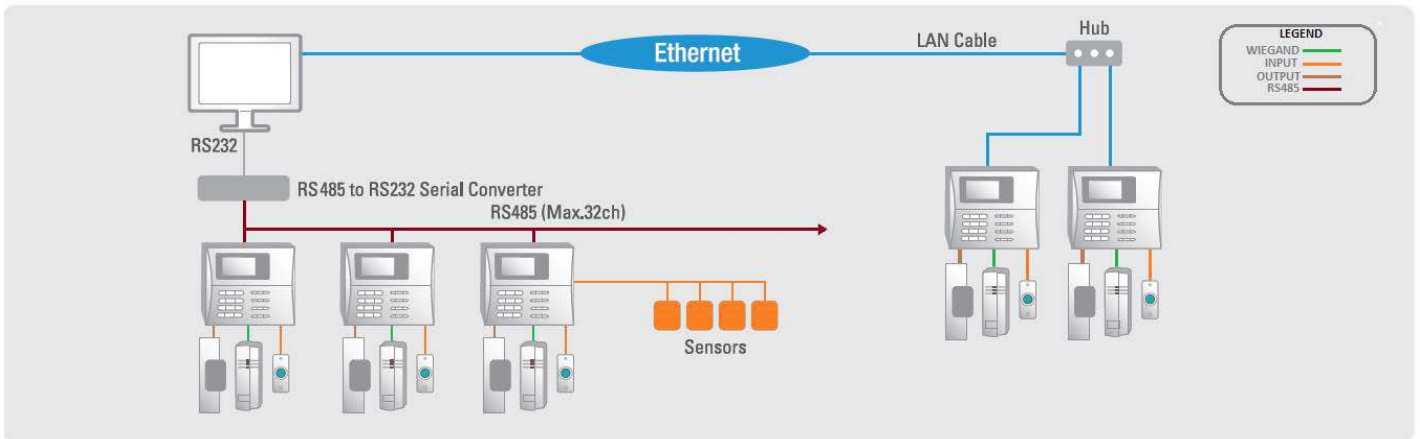 Ethernet
LAN Cable
Hub
LEGEND
WIEGAND
INPUT
OUTPUT
RS485
RS232
RS485 to RS232 Serial Converter
RS485 (Max.32ch)
Sensors